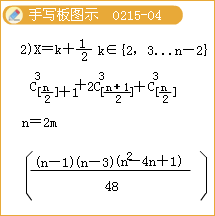 手写板图示 0215-04
2)X=k+1/2 k∈{2, 3...n-2}
C^3_{[n/2]+1}+2C^3_{[(n+1)/2]}+C^3_{[n/2]}
n=2m
((n-1)(n-3)(n^2-4n+1)/48)